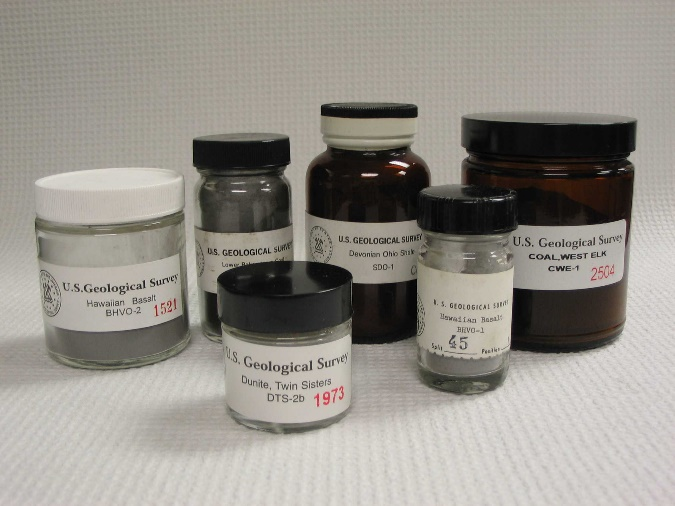 U.S.Geological Survey
Hawaiian Basalt
BHVO-2 1521
U.S. GEOLOGICAL SURVEY
Lower
U.S. GEOLOGICAL SURVEY
Devonian Ohio Shale
SDO-1
U.S. Geological Survey
COAL,WEST ELK
CWE-1
2504
U.S. Geological Survey
Dunite, Twin Sisters
DTS-2b 1973
U. S. GEOLOGICAL SURVEY
Hawaiian Basalt
BHVO-1
Split 45 Position